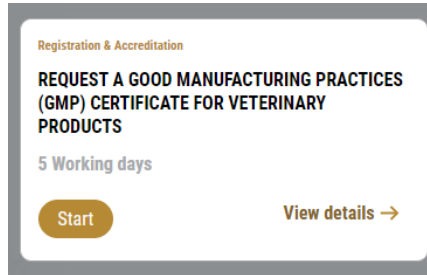 Registration & Accreditation
REQUEST A GOOD MANUFACTURING PRACTICES
(GMP) CERTIFICATE FOR VETERINARY
PRODUCTS
5 Working days
Start
View details →